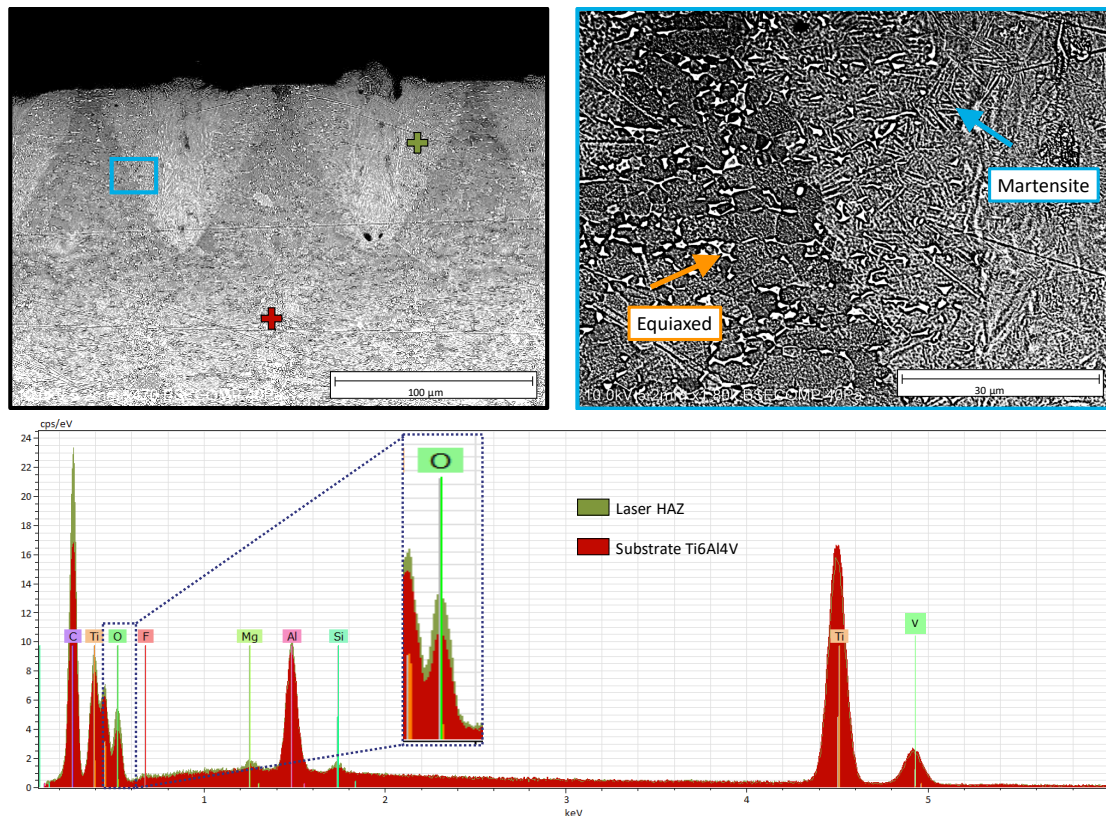 100 µm
Martensite
Equiaxed
30 µm
cps/eV
24
22
20
18
16
14
12
10
8
6
4
2
0
O
Laser HAZ
Substrate Ti6Al4V
C
Ti
O
F
Mg
Al
Si
Ti
V
1
2
3
4
5
keV